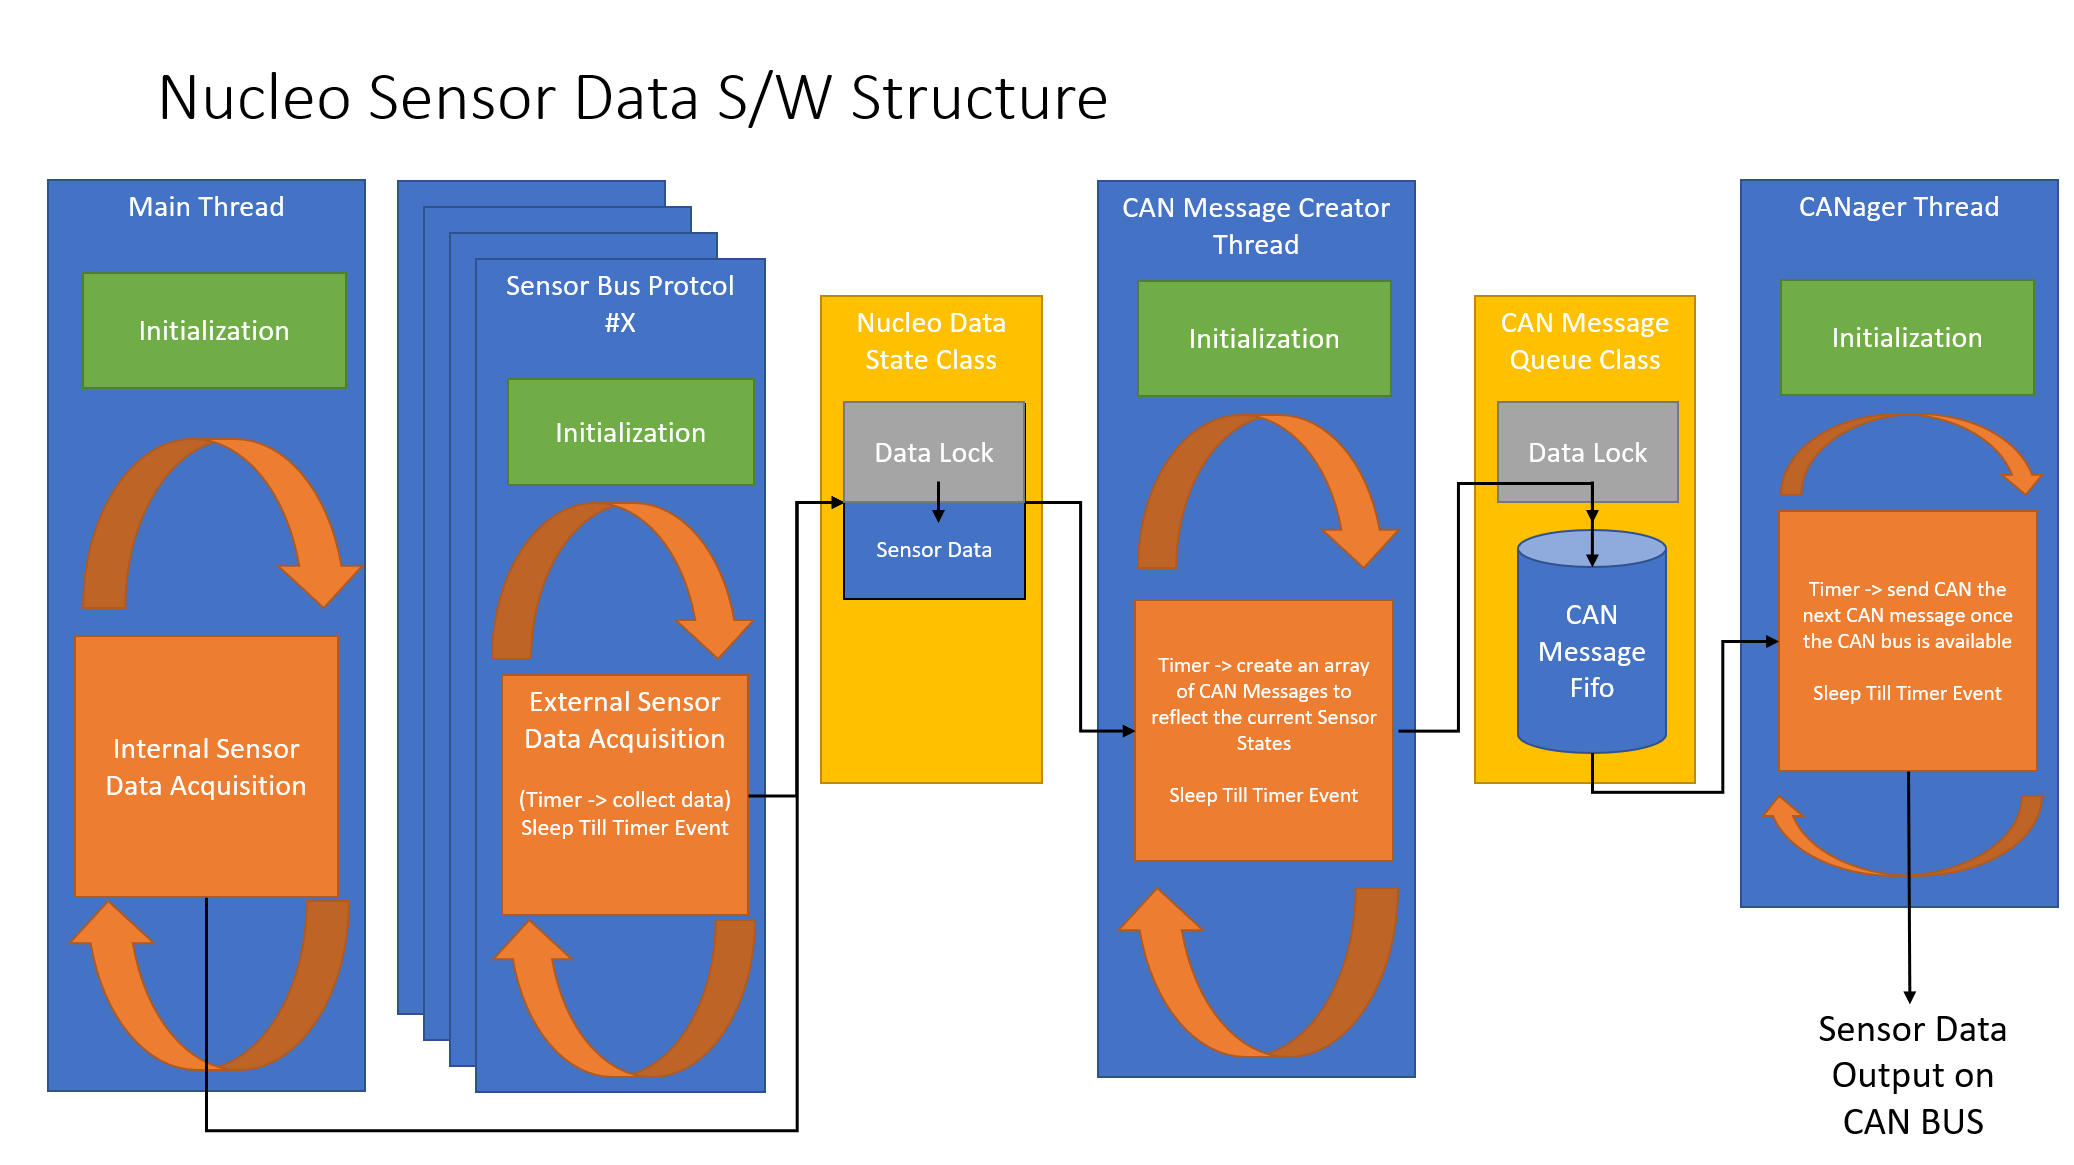 Nucleo Sensor Data S/W Structure
Main Thread
Initialization
Internal Sensor
Data Acquisition
Sensor Bus Protcol
#X
Initialization
External Sensor
Data Acquisition
(Timer -> collect data)
Sleep Till Timer Event
Nucleo Data
State Class
Data Lock
Sensor Data
CAN Message Creator
Thread
Initialization
Timer -> create an array
of CAN Messages to
reflect the current Sensor
States
Sleep Till Timer Event
CAN Message
Queue Class
Data Lock
CAN
Message
Fifo
CANager Thread
Initialization
Timer -> send CAN the
next CAN message once
the CAN bus is available
Sleep Till Timer Event
Sensor Data
Output on
CAN BUS